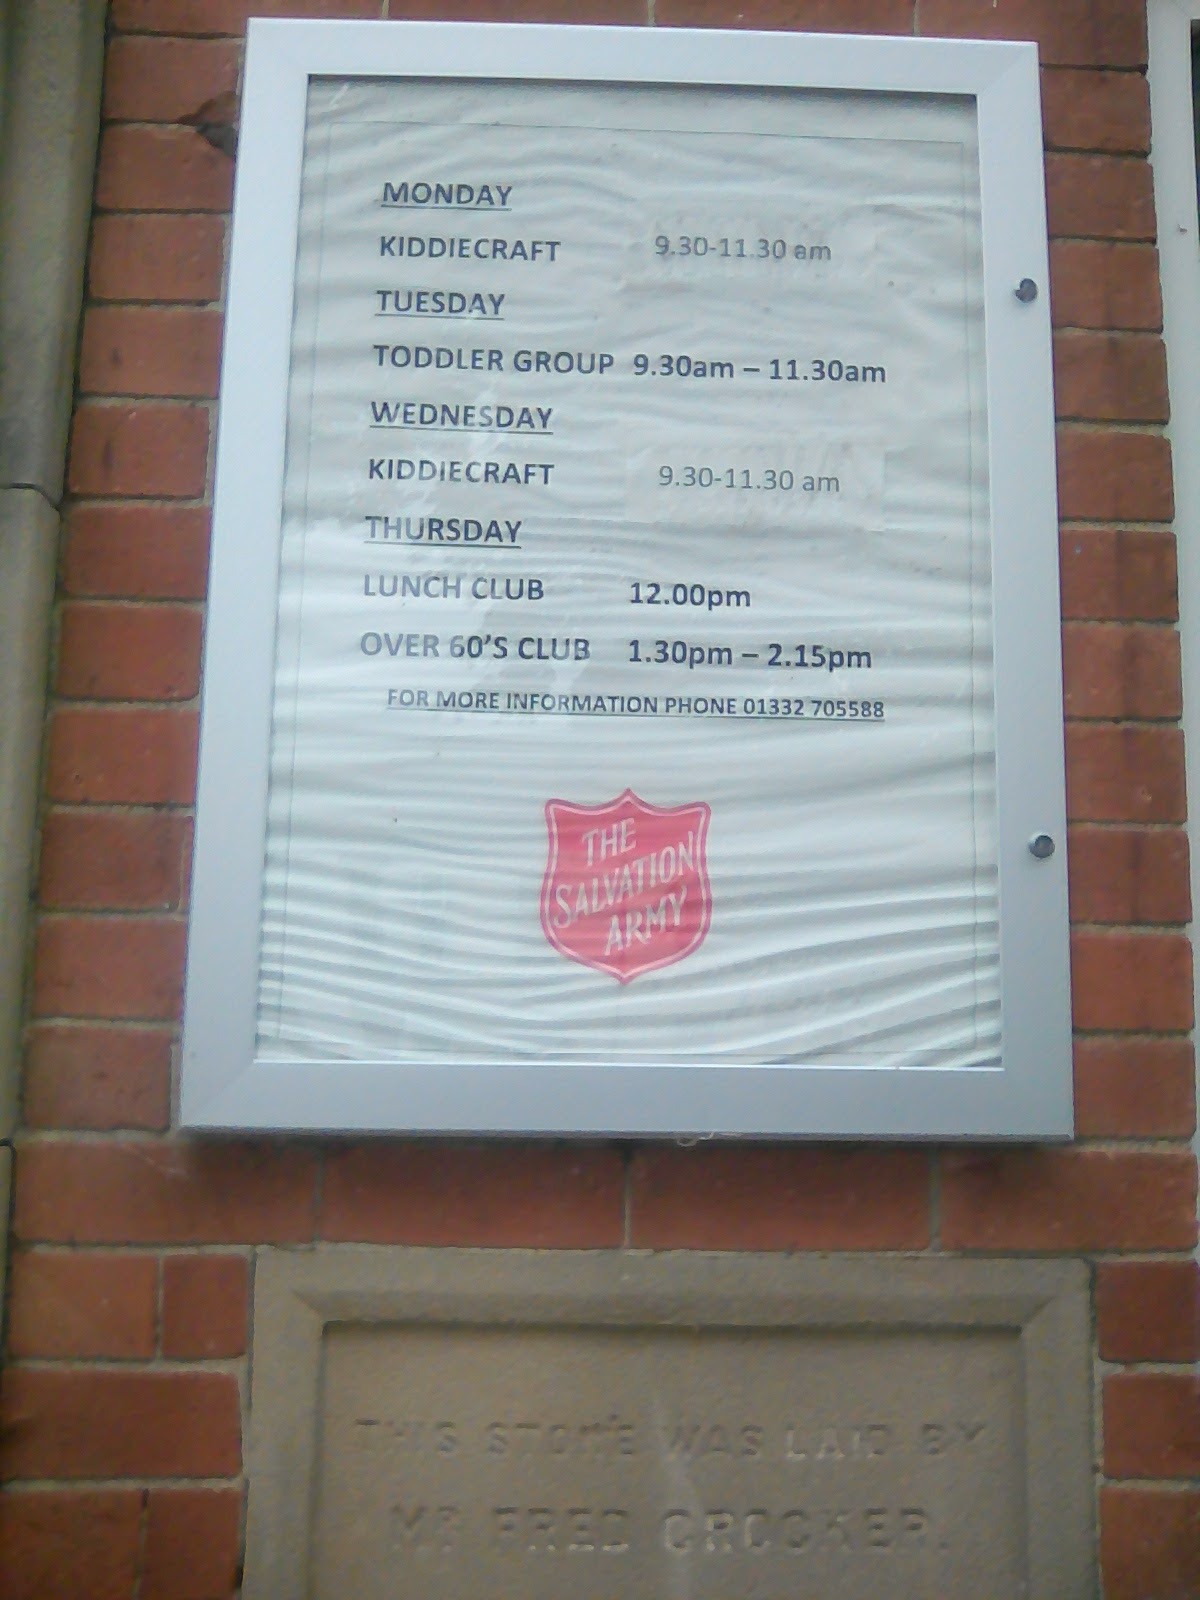 MONDAY
KIDDIECRAFT 9.30-11.30 am
TUESDAY
TODDLER GROUP 9.30am – 11.30am
WEDNESDAY
KIDDIECRAFT 9.30-11.30 am
THURSDAY
LUNCH CLUB 12.00pm
OVER 60'S CLUB 1.30pm – 2.15pm
FOR MORE INFORMATION PHONE 01332 705588
THE
SALVATION
ARMY
THIS STONE WAS LAID BY
MR FRED CROCKER.